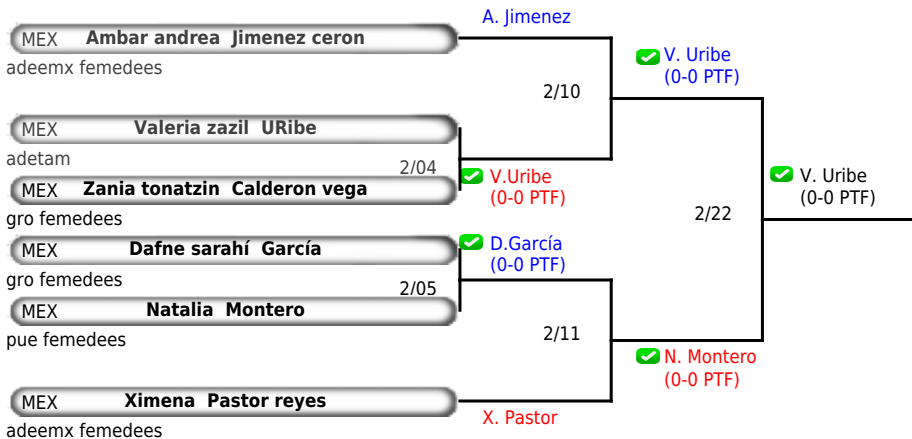 A. Jimenez
MEX Ambar andrea Jimenez ceron
adeemx femedees
V. Uribe
(0-0 PTF)
2/10
MEX Valeria zazil URibe
adetam
2/04
V.Uribe
(0-0 PTF)
MEX Zania tonatzin Calderon vega
gro femedees
V. Uribe
(0-0 PTF)
2/22
MEX Dafne sarahí García
gro femedees
D.García
(0-0 PTF)
2/05
MEX Natalia Montero
pue femedees
2/11
N. Montero
(0-0 PTF)
MEX Ximena Pastor reyes
adeemx femedees
X. Pastor